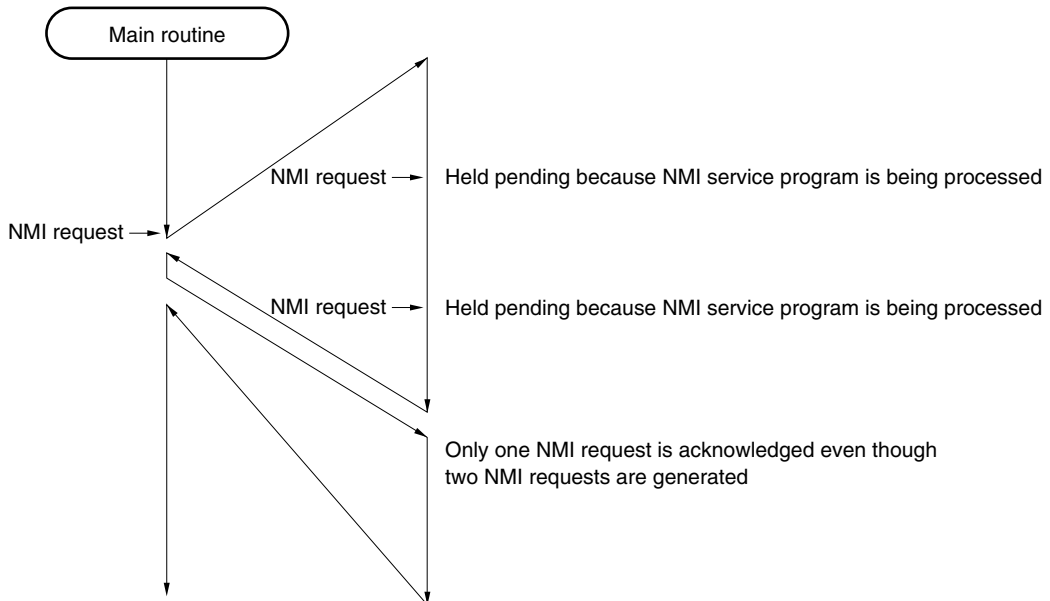 Main routine
NMI request
Held pending because NMI service program is being processed
NMI request
NMI request
Held pending because NMI service program is being processed
Only one NMI request is acknowledged even though
two NMI requests are generated